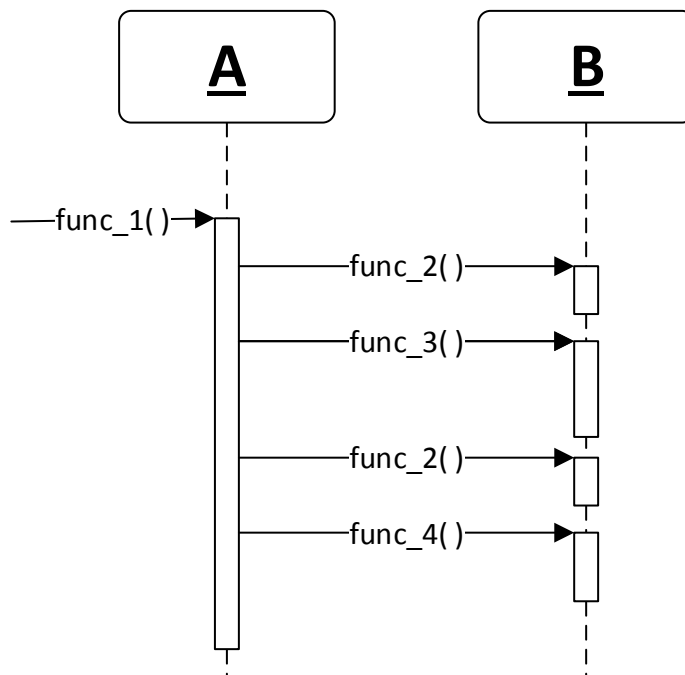 A
B
func_1( )
func_2( )
func_3( )
func_2( )
func_4( )